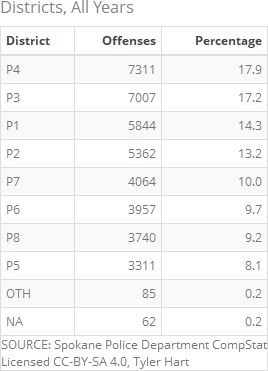 Districts, All Years
District Offenses Percentage
P4 7311 17.9
P3 7007 17.2
P1 5844 14.3
P2 5362 13.2
P7 4064 10.0
P6 3957 9.7
P8 3740 9.2
P5 3311 8.1
OTH 85 0.2
NA 62 0.2
SOURCE: Spokane Police Department CompStat
Licensed CC-BY-SA 4.0, Tyler Hart